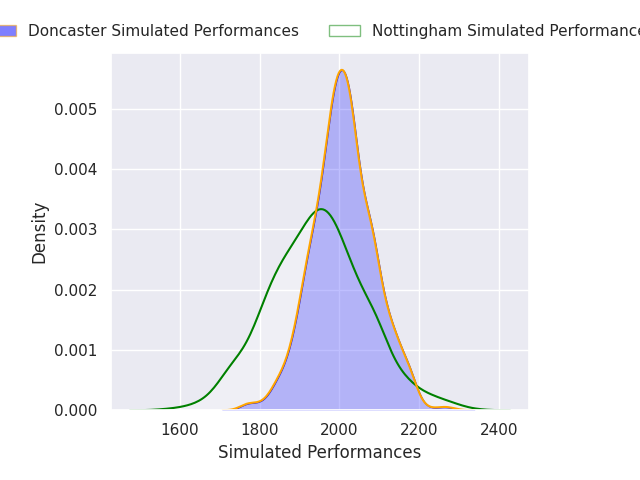 Doncaster Simulated Performances
Nottingham Simulated Performance
0.005
0.004
0.003
0.002
0.001
0.000
Density
1600 1800 2000 2200 2400
Simulated Performances